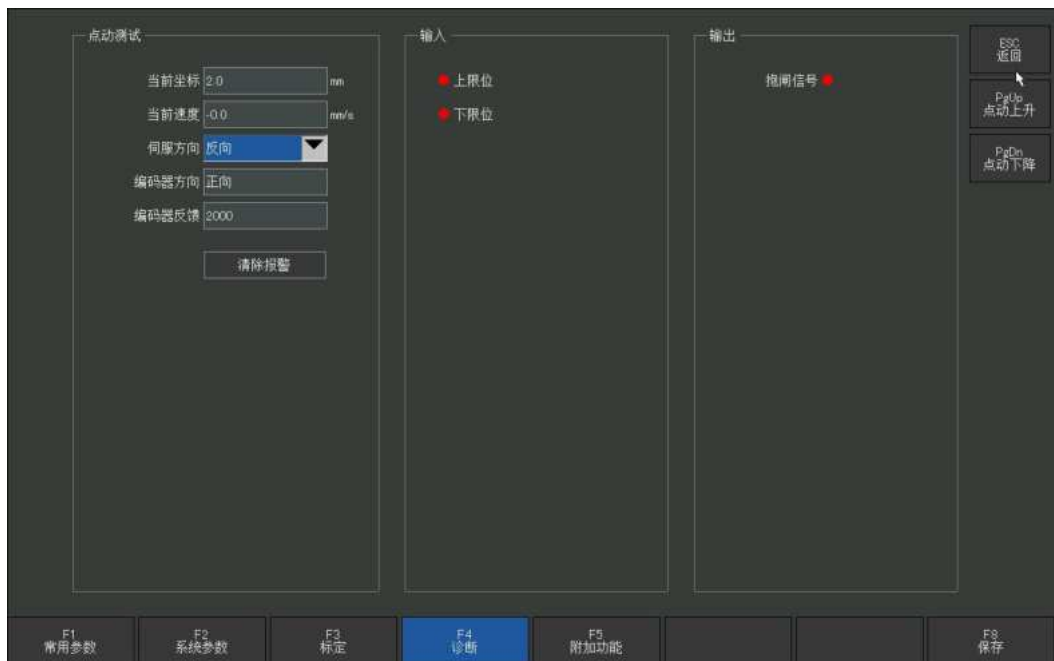 点动测试
当前坐标 2.0 mm
当前速度 -0.0 mm/s
伺服方向 反向
编码器方向 正向
编码器反馈 2000
清除报警
输入
上限位
下限位
输出
抱闸信号
ESC
返回
PgUp
点动上升
PgDn
点动下降
F1
常用参数
F2
系统参数
F3
标定
F4
诊断
F5
附加功能
F8
保存